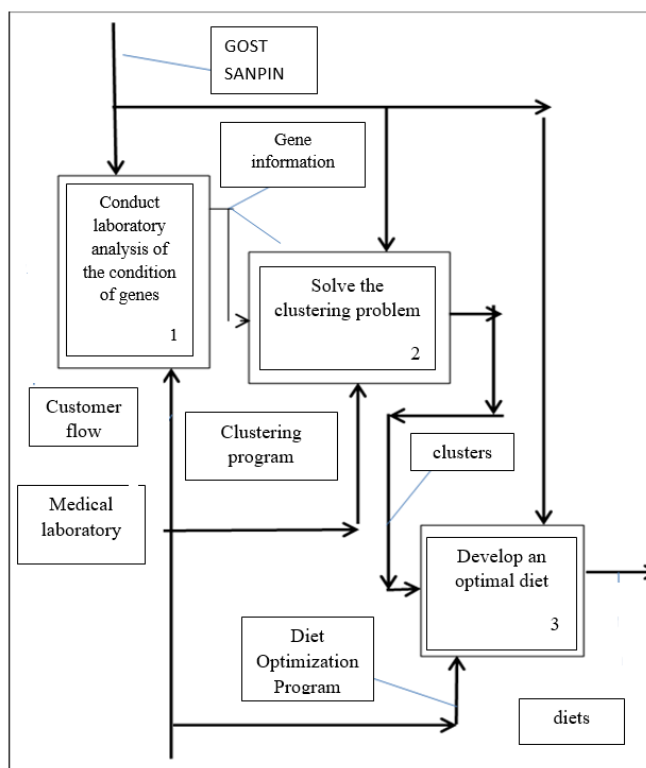 GOST
SANPIN
Gene
information
Conduct
laboratory
analysis of
the condition
of genes
1
Solve the
clustering problem
2
Customer
flow
Clustering
program
clusters
Medical
laboratory
Develop an
optimal diet
3
Diet
Optimization
Program
diets